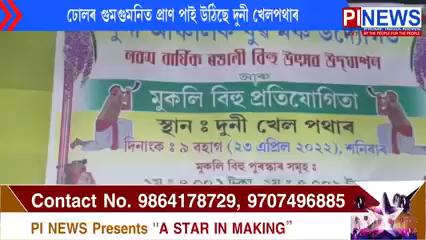 ঢোলৰ গুমগুমনিত প্ৰাণ পাই উঠিছে দুনী খেলপথাৰ
PI NEWS
BY THE PEOPLE FOR THE PEOPLE
নৱম বাৰ্ষিক ৰঙালী বিহু উৎসৱ উদ্‌যাপন
আৰু
মুকলি বিহু প্ৰতিযোগিতা
স্থান : দুনী খেল পথাৰ
দিনাংক : ৯ বহাগ (২৩ এপ্ৰিল ২০২২), শনিবাৰ
মুকলি বিহু পুৰস্কাৰ সমূহ :
Contact No. 9864178729, 9707496885
PI NEWS Presents "A STAR IN MAKING"